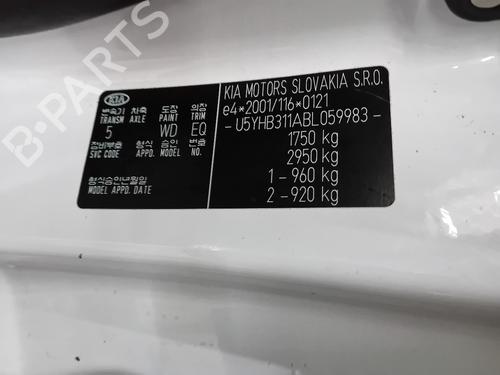 KIA
변속기 차축 도장 외장
TRANSM AXLE PAINT TRIM
5 WD EQ
정비부호 형식 승인 번호
SVC CODE APPD. MODEL NO.
형식승인년월일
MODEL APPD. DATE
KIA MOTORS SLOVAKIA S.R.O.
e4*2001/116*0121
- U5YHB311ABL059983 -
1750 kg
2950 kg
1 - 960 kg
2 - 920 kg
B-PARTS